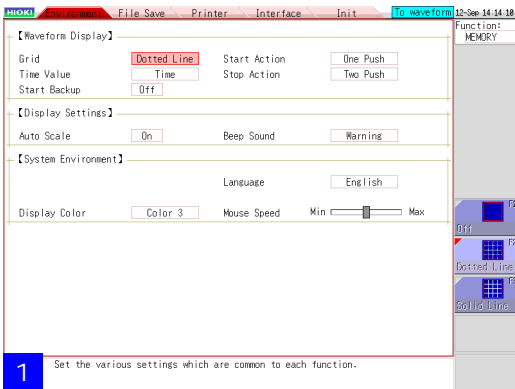 HIOKI Environment File Save Printer Interface Init To waveform 12-Sep 14:14:10
Function:
MEMORY
【Waveform Display】
Grid Dotted Line Start Action One Push
Time Value Time Stop Action Two Push
Start Backup Off
【Display Settings】
Auto Scale On Beep Sound Warning
【System Environment】
Language English
Display Color Color 3 Mouse Speed Min Max
Off
Dotted Line
Solid Line
1 Set the various settings which are common to each function.